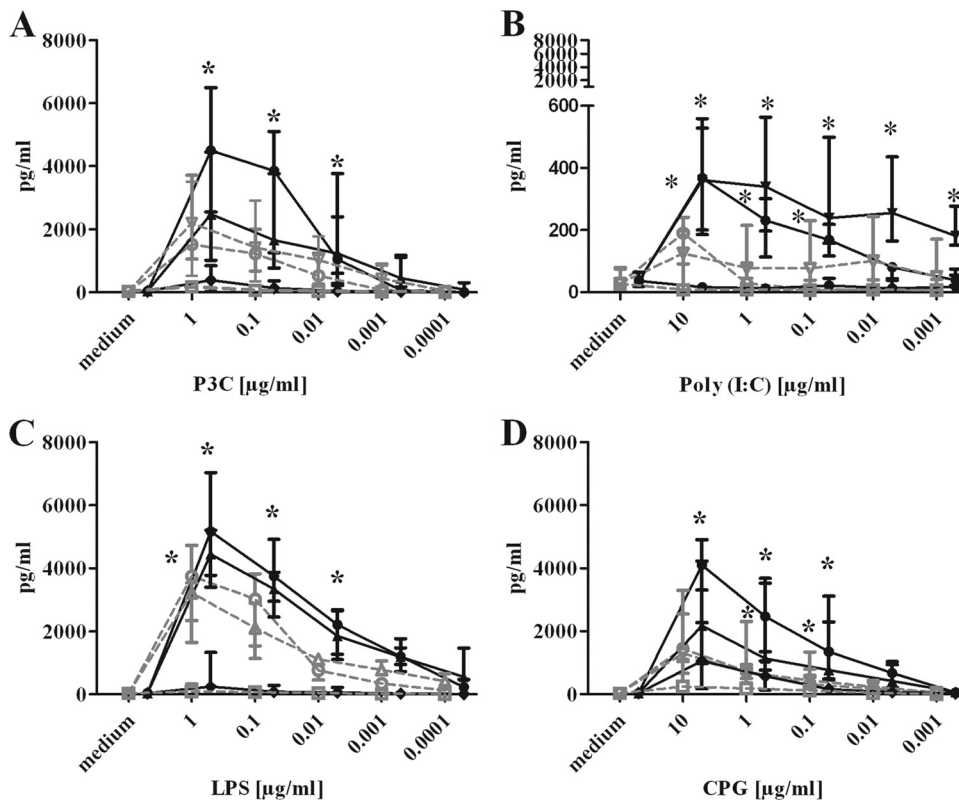 A
8000
6000
4000
2000
0
pg/ml
* * *
medium 1 0.1 0.01 0.001 0.0001
P3C [µg/ml]
B
8000
6000
4000
2000
600
400
200
0
pg/ml
* * * * * * * *
medium 10 1 0.1 0.01 0.001
Poly (I:C) [µg/ml]
C
8000
6000
4000
2000
0
pg/ml
* * * *
medium 1 0.1 0.01 0.001 0.0001
LPS [µg/ml]
D
8000
6000
4000
2000
0
pg/ml
* * * * *
medium 10 1 0.1 0.01 0.001
CPG [µg/ml]